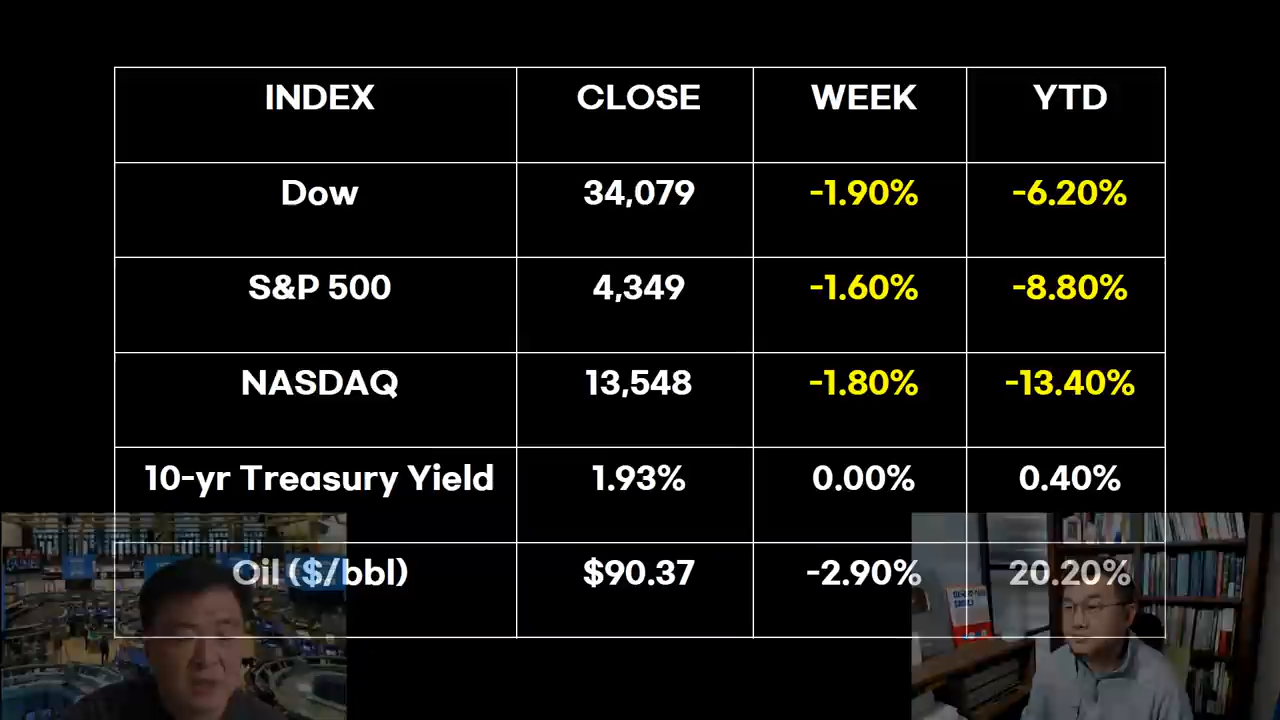 INDEX CLOSE WEEK YTD
Dow 34,079 -1.90% -6.20%
S&P 500 4,349 -1.60% -8.80%
NASDAQ 13,548 -1.80% -13.40%
10-yr Treasury Yield 1.93% 0.00% 0.40%
Oil ($/bbl) $90.37 -2.90% 20.20%